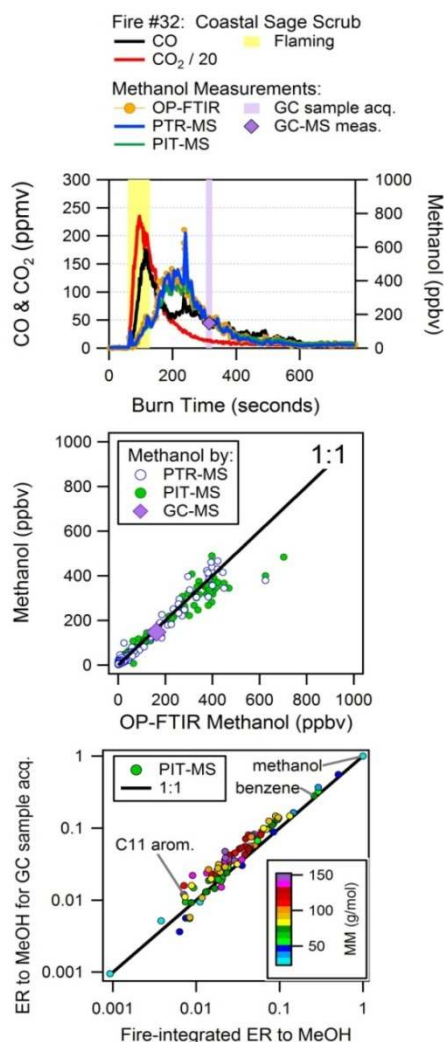 Fire #32: Coastal Sage Scrub
CO
Flaming
CO₂ / 20
Methanol Measurements:
OP-FTIR
GC sample acq.
PTR-MS
GC-MS meas.
PIT-MS
CO & CO₂ (ppmv)
300
250
200
150
100
50
0
1000
800
600
400
200
0
Methanol (ppbv)
0 200 400 600
Burn Time (seconds)
Methanol (ppbv)
1000
800
600
400
200
0
Methanol by:
PTR-MS
PIT-MS
GC-MS
1:1
0 200 400 600 800 1000
OP-FTIR Methanol (ppbv)
ER to MeOH for GC sample acq.
1
0.1
0.01
0.001
PIT-MS
1:1
methanol
benzene
C11 arom.
150
100
50
MM (g/mol)
0.001 0.01 0.1 1
Fire-integrated ER to MeOH